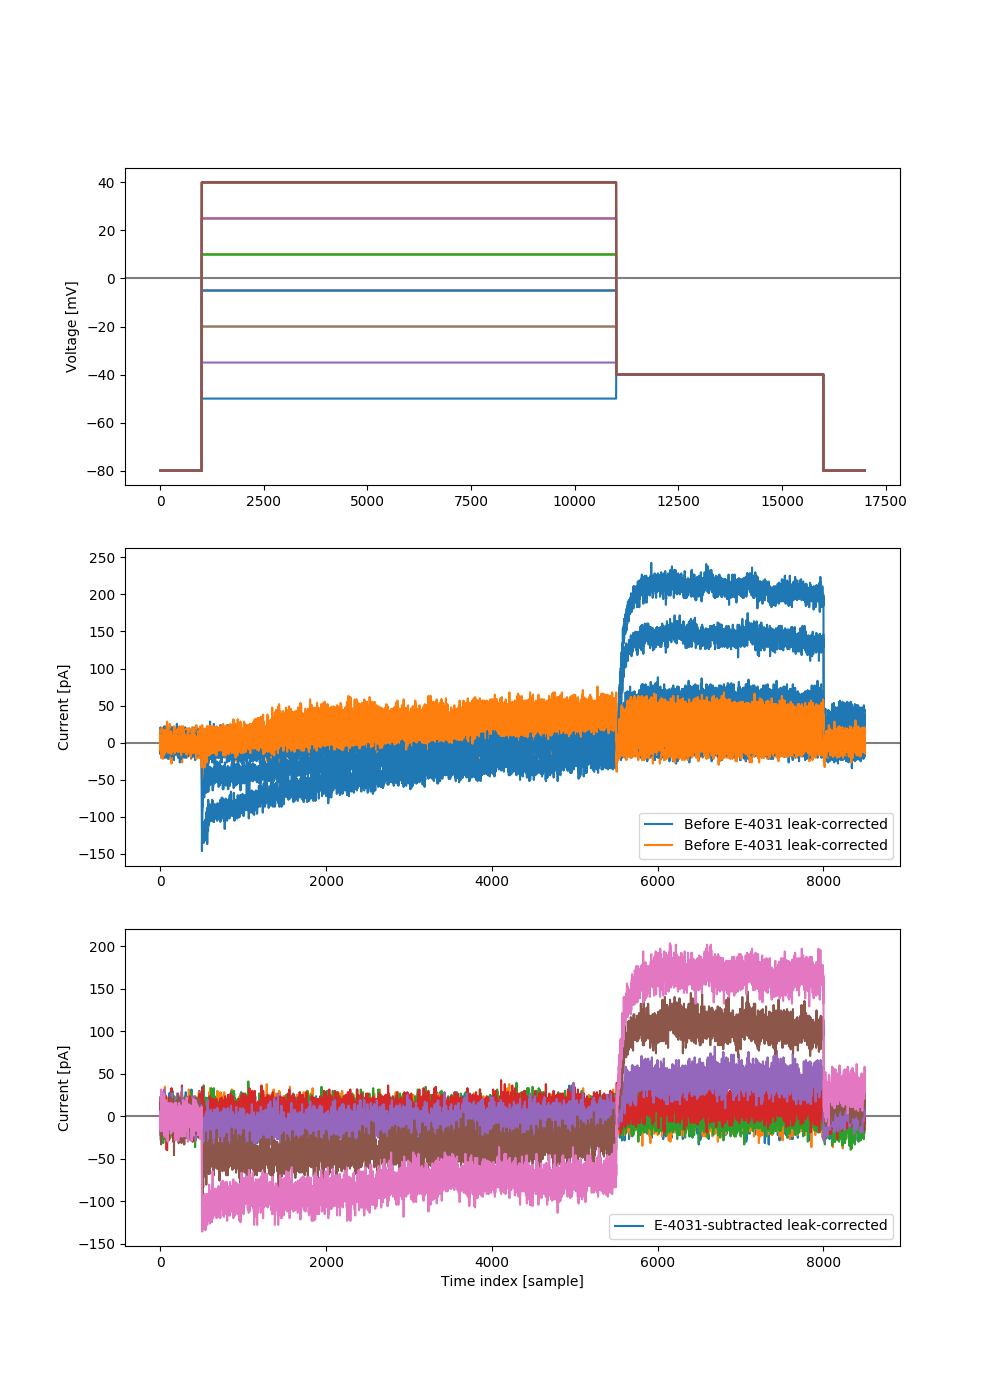 40
20
0
−20
−40
−60
−80
Voltage [mV]
0 2500 5000 7500 10000 12500 15000 17500
250
200
150
100
50
0
−50
−100
−150
Current [pA]
Before E-4031 leak-corrected
Before E-4031 leak-corrected
0 2000 4000 6000 8000
200
150
100
50
0
−50
−100
−150
Current [pA]
E-4031-subtracted leak-corrected
0 2000 4000 6000 8000
Time index [sample]